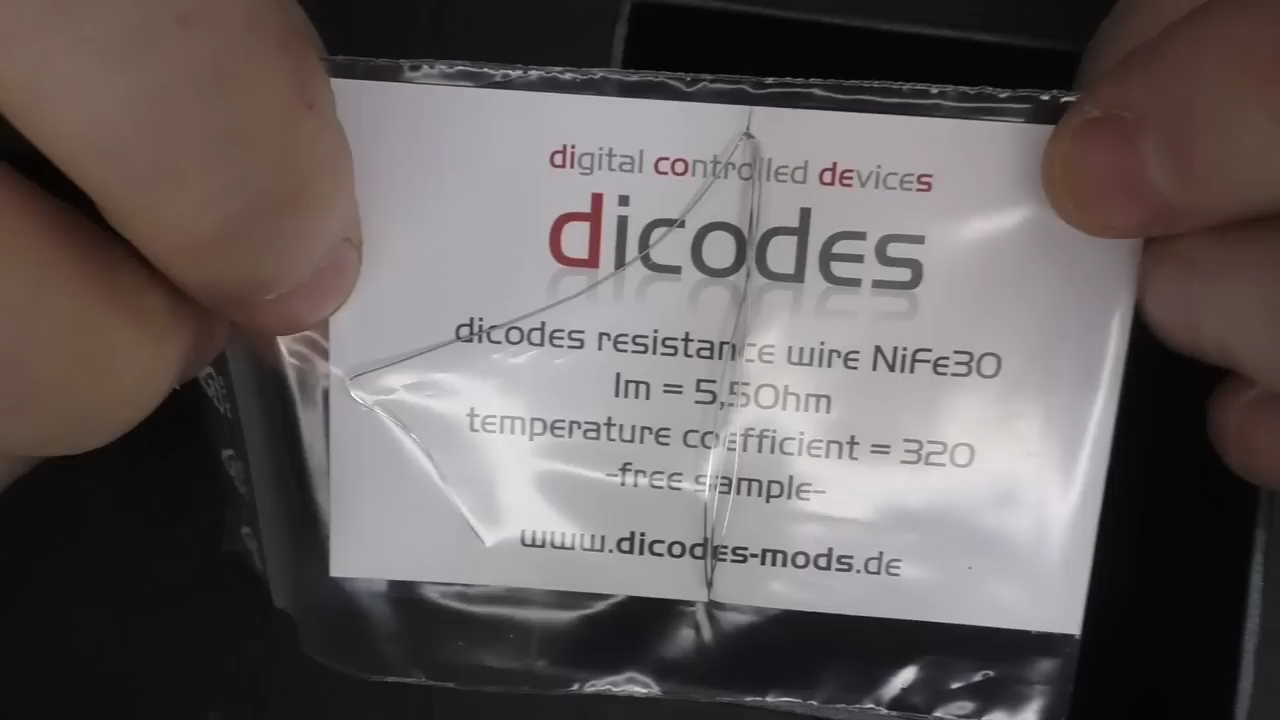 digital controlled devices
dicodes
dicodes resistance wire NiFe30
1m = 5,5Ohm
temperature coefficient = 320
-free sample-
www.dicodes-mods.de